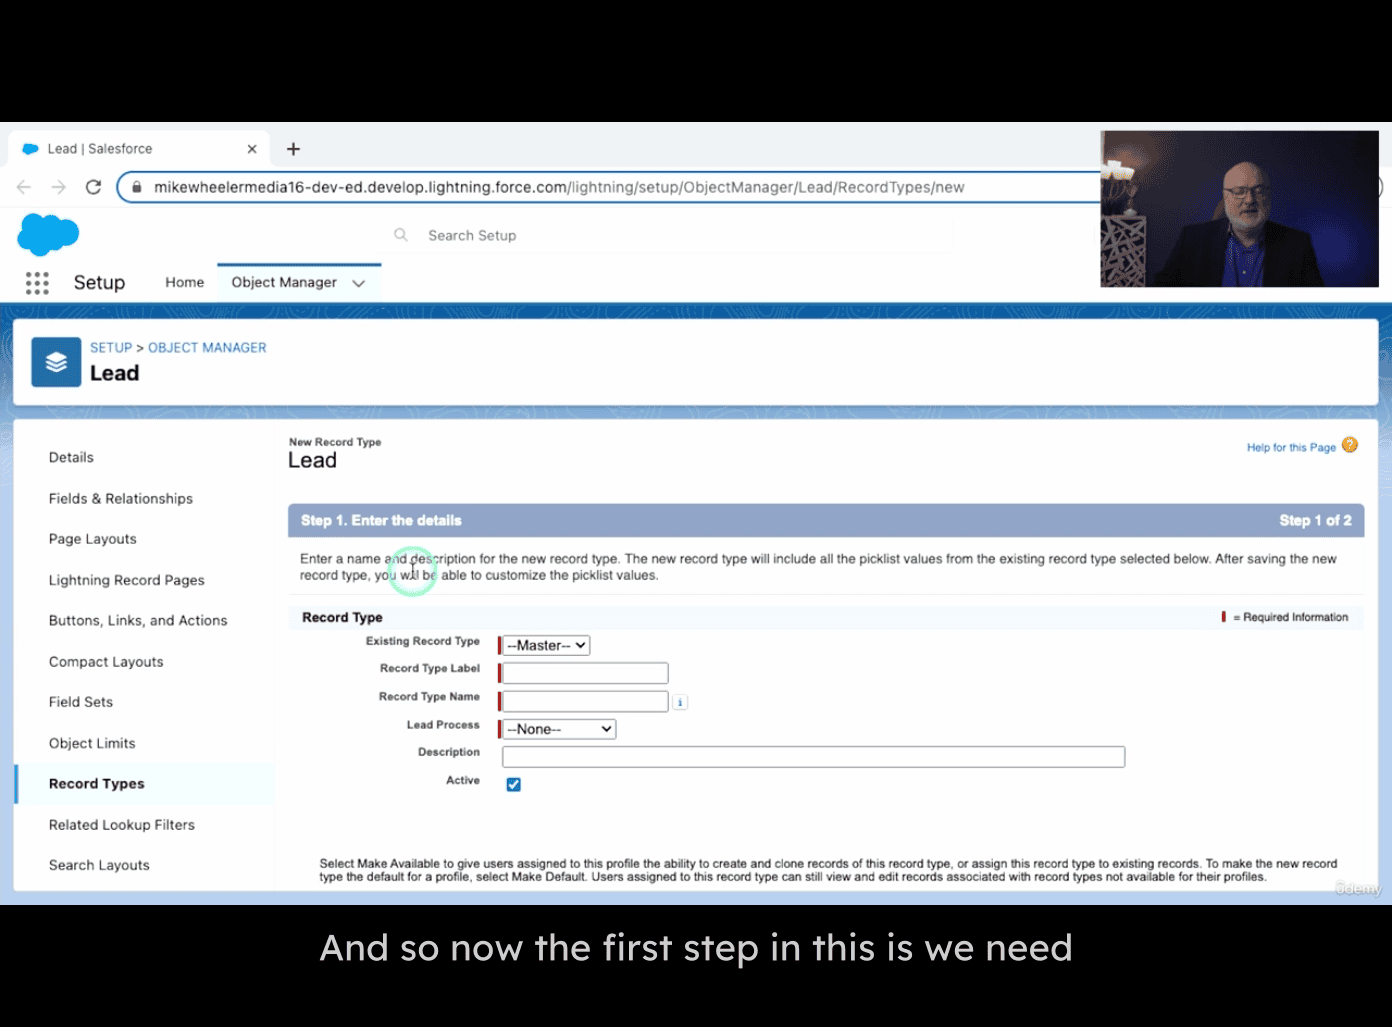 Lead | Salesforce
mikewheelermedia16-dev-ed.develop.lightning.force.com/lightning/setup/ObjectManager/Lead/RecordTypes/new
Search Setup
Setup
Home
Object Manager
SETUP > OBJECT MANAGER
Lead
Details
Fields & Relationships
Page Layouts
Lightning Record Pages
Buttons, Links, and Actions
Compact Layouts
Field Sets
Object Limits
Record Types
Related Lookup Filters
Search Layouts
New Record Type
Lead
Help for this Page
Step 1. Enter the details
Step 1 of 2
Enter a name and description for the new record type. The new record type will include all the picklist values from the existing record type selected below. After saving the new
record type, you will be able to customize the picklist values.
Record Type
= Required Information
Existing Record Type
--Master--
Record Type Label
Record Type Name
i
Lead Process
--None--
Description
Active
Select Make Available to give users assigned to this profile the ability to create and clone records of this record type, or assign this record type to existing records. To make the new record
type the default for a profile, select Make Default. Users assigned to this record type can still view and edit records associated with record types not available for their profiles.
Udemy
And so now the first step in this is we need